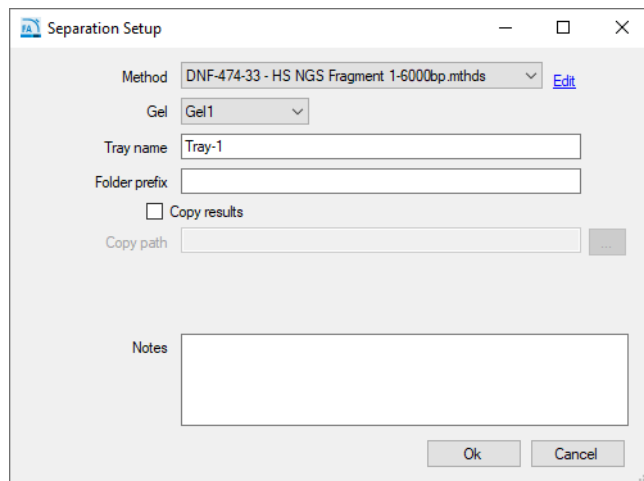 FA Separation Setup
Method DNF-474-33 - HS NGS Fragment 1-6000bp.mthds Edit
Gel Gel1
Tray name Tray-1
Folder prefix
Copy results
Copy path ...
Notes
Ok Cancel